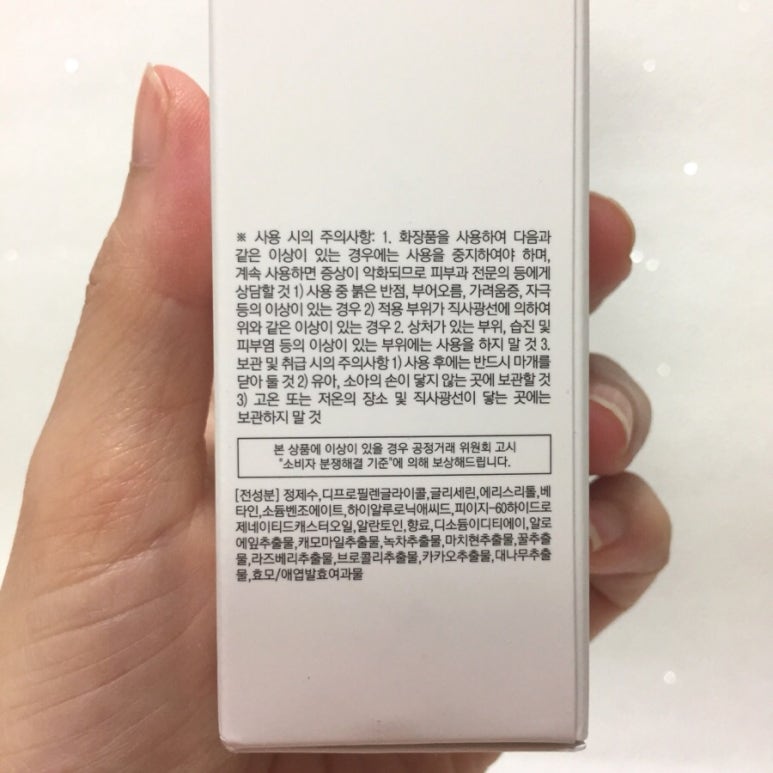 ※ 사용 시의 주의사항: 1. 화장품을 사용하여 다음과
같은 이상이 있는 경우에는 사용을 중지하여야 하며,
계속 사용하면 증상이 악화되므로 피부과 전문의 등에게
상담할 것 1) 사용 중 붉은 반점, 부어오름, 가려움증, 자극
등의 이상이 있는 경우 2) 적용 부위가 직사광선에 의하여
위와 같은 이상이 있는 경우 2. 상처가 있는 부위, 습진 및
피부염 등의 이상이 있는 부위에는 사용을 하지 말 것 3.
보관 및 취급 시의 주의사항 1) 사용 후에는 반드시 마개를
닫아 둘 것 2) 유아, 소아의 손이 닿지 않는 곳에 보관할 것
3) 고온 또는 저온의 장소 및 직사광선이 닿는 곳에는
보관하지 말 것
본 상품에 이상이 있을 경우 공정거래 위원회 고시
"소비자 분쟁해결 기준"에 의해 보상해드립니다.
[전성분] 정제수,디프로필렌글라이콜,글리세린,에리스리톨,베
타인,소듐벤조에이트,하이알루로닉애씨드,피이지-60하이드로
제네이티드캐스터오일,알란토인,향료,디소듐이디티에이,알로
에잎추출물,캐모마일추출물,녹차추출물,마치현추출물,꿀추출
물,라즈베리추출물,브로콜리추출물,카카오추출물,대나무추출
물,효모/애엽발효여과물